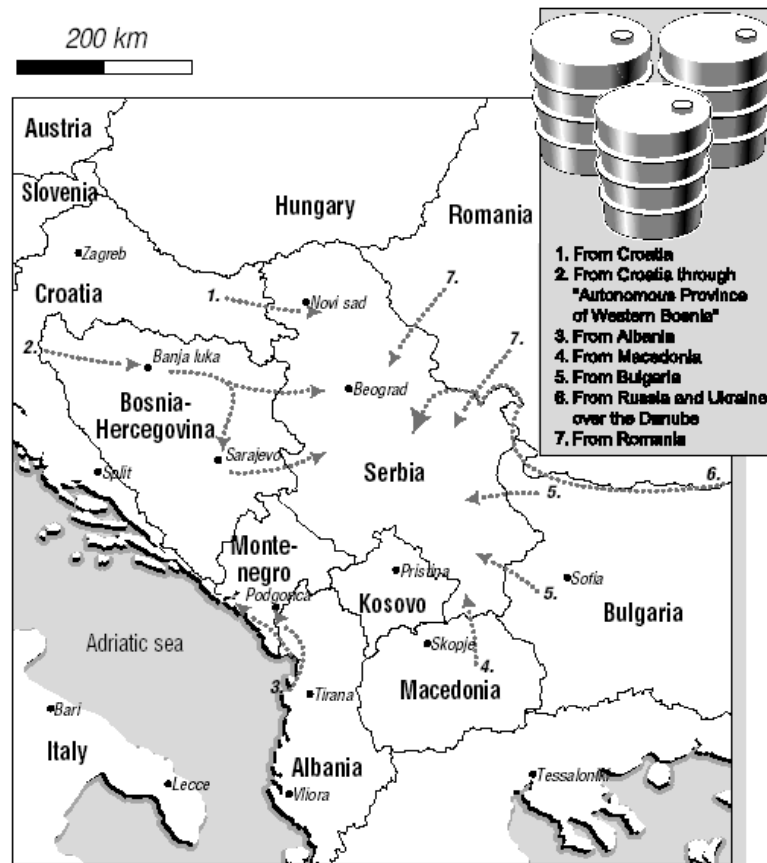 200 km
Austria
Slovenia
Hungary
Romania
Zagreb
Croatia
1.
Novi sad
7.
2.
Banja luka
7.
Beograd
Bosnia-
Hercegovina
Sarajevo
Split
Serbia
6.
5.
Monte-
negro
Podgorica
Pristina
Kosovo
Sofia
5.
Bulgaria
Adriatic sea
Skopje
4.
Macedonia
3.
Tirana
Bari
Italy
Albania
Lecce
Vliora
Tessaloniki
1. From Croatia
2. From Croatia through
"Autonomous Province
of Western Bosnia"
3. From Albania
4. From Macedonia
5. From Bulgaria
6. From Russia and Ukraine
over the Danube
7. From Romania